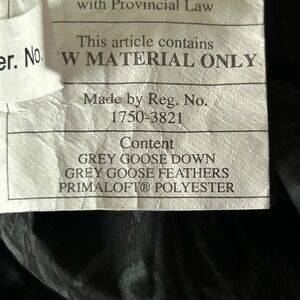 with Provincial Law
This article contains
er. No.
W MATERIAL ONLY
Made by Reg. No.
1750-3821
Content
GREY GOOSE DOWN
GREY GOOSE FEATHERS
PRIMALOFT® POLYESTER